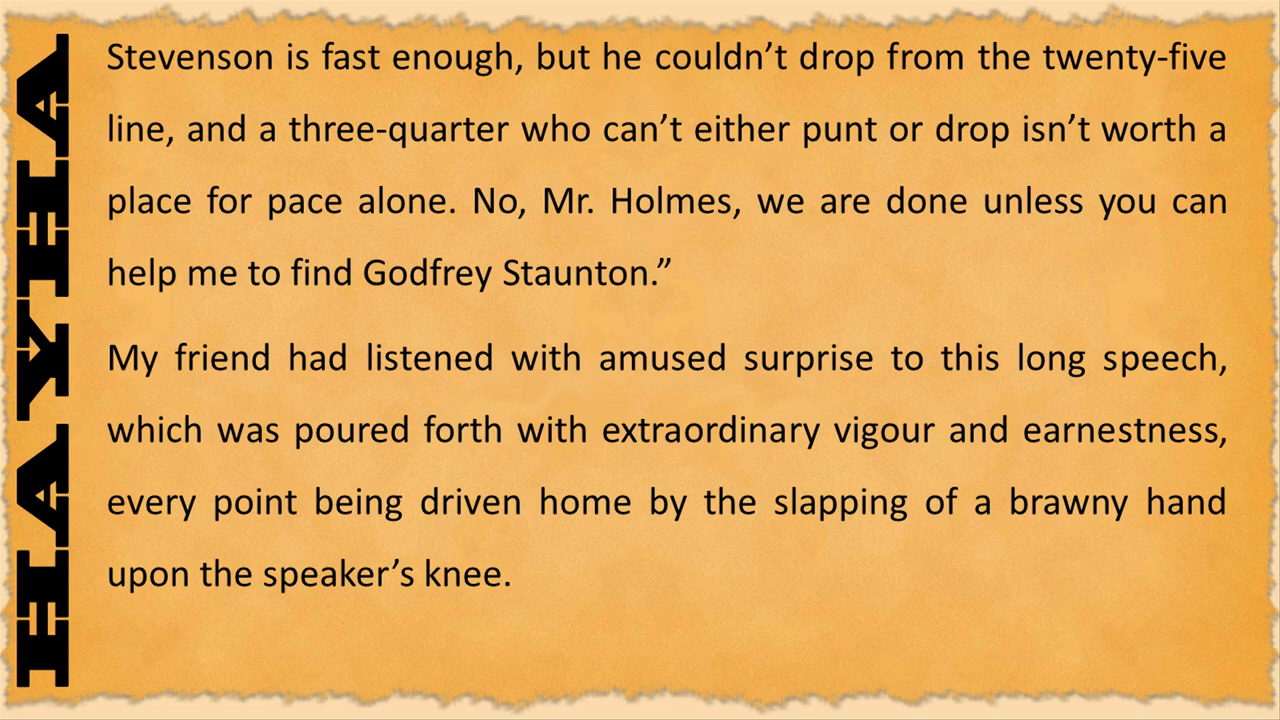 HAYHA
Stevenson is fast enough, but he couldn’t drop from the twenty-five
line, and a three-quarter who can’t either punt or drop isn’t worth a
place for pace alone. No, Mr. Holmes, we are done unless you can
help me to find Godfrey Staunton.”
My friend had listened with amused surprise to this long speech,
which was poured forth with extraordinary vigour and earnestness,
every point being driven home by the slapping of a brawny hand
upon the speaker’s knee.